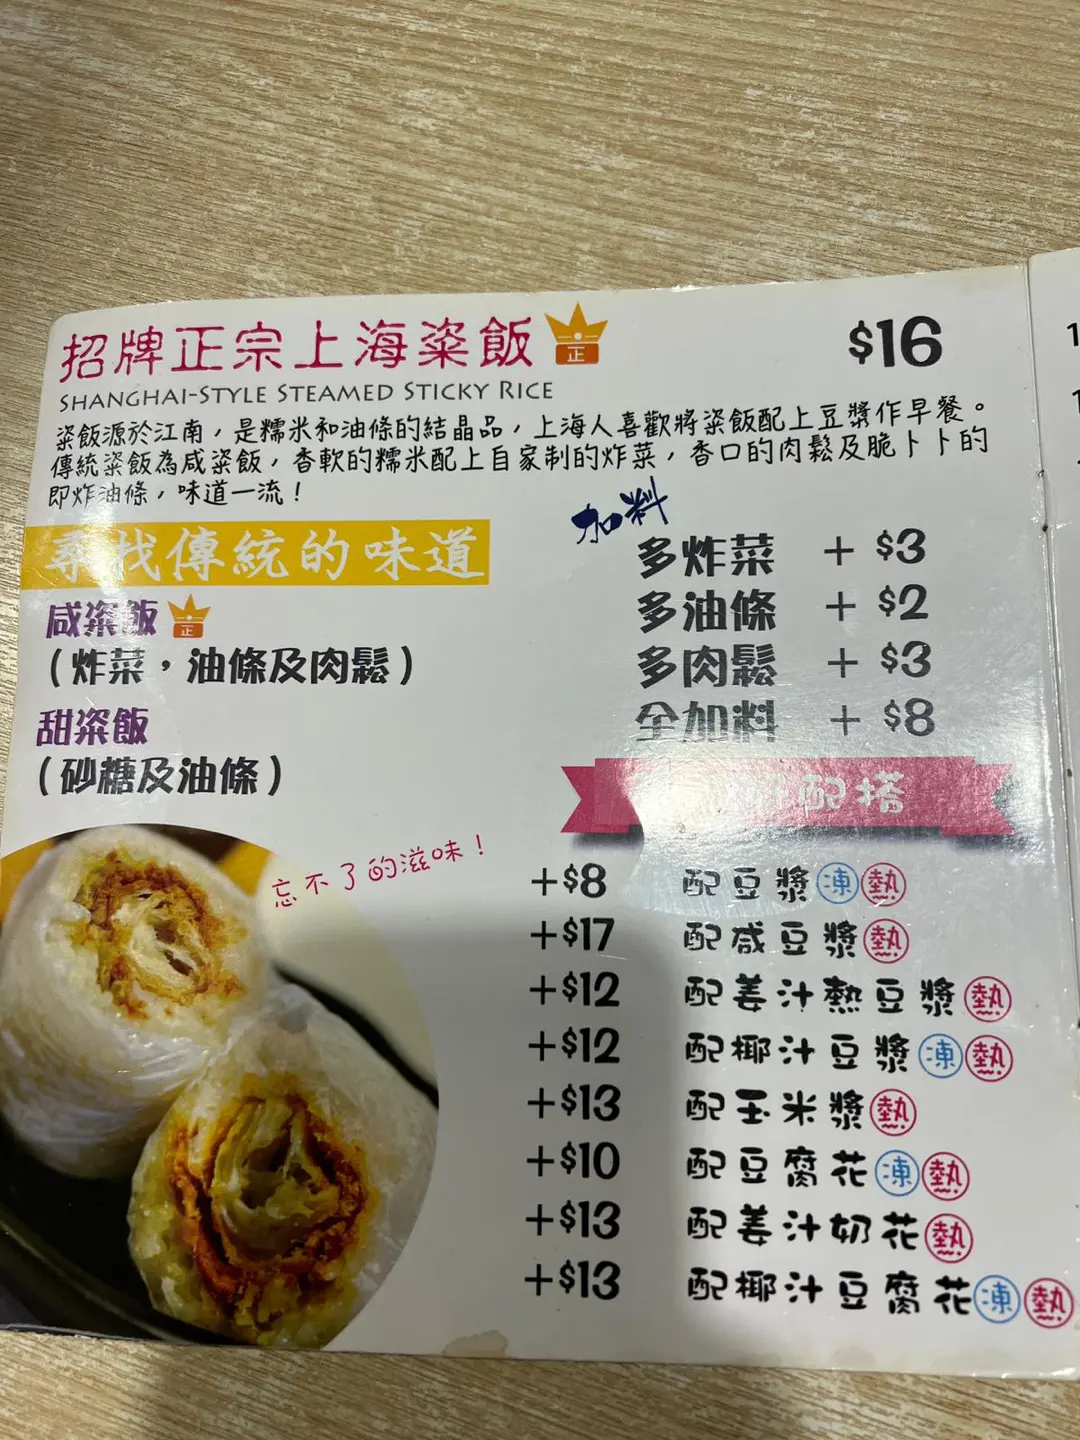 招牌正宗上海粢飯
正
$16
SHANGHAI-STYLE STEAMED STICKY RICE
粢飯源於江南，是糯米和油條的結晶品，上海人喜歡將粢飯配上豆漿作早餐。
傳統粢飯為咸粢飯，香軟的糯米配上自家制的炸菜，香口的肉鬆及脆卜卜的
即炸油條，味道一流！
尋找傳統的味道
咸粢飯
正
(炸菜，油條及肉鬆)
甜粢飯
(砂糖及油條)
加料
多炸菜 + $3
多油條 + $2
多肉鬆 + $3
全加料 + $8
配搭
忘不了的滋味！
+$8 配豆漿 凍 熱
+$17 配咸豆漿 熱
+$12 配姜汁熱豆漿 熱
+$12 配椰汁豆漿 凍 熱
+$13 配玉米漿 熱
+$10 配豆腐花 凍 熱
+$13 配姜汁奶花 熱
+$13 配椰汁豆腐花 凍 熱